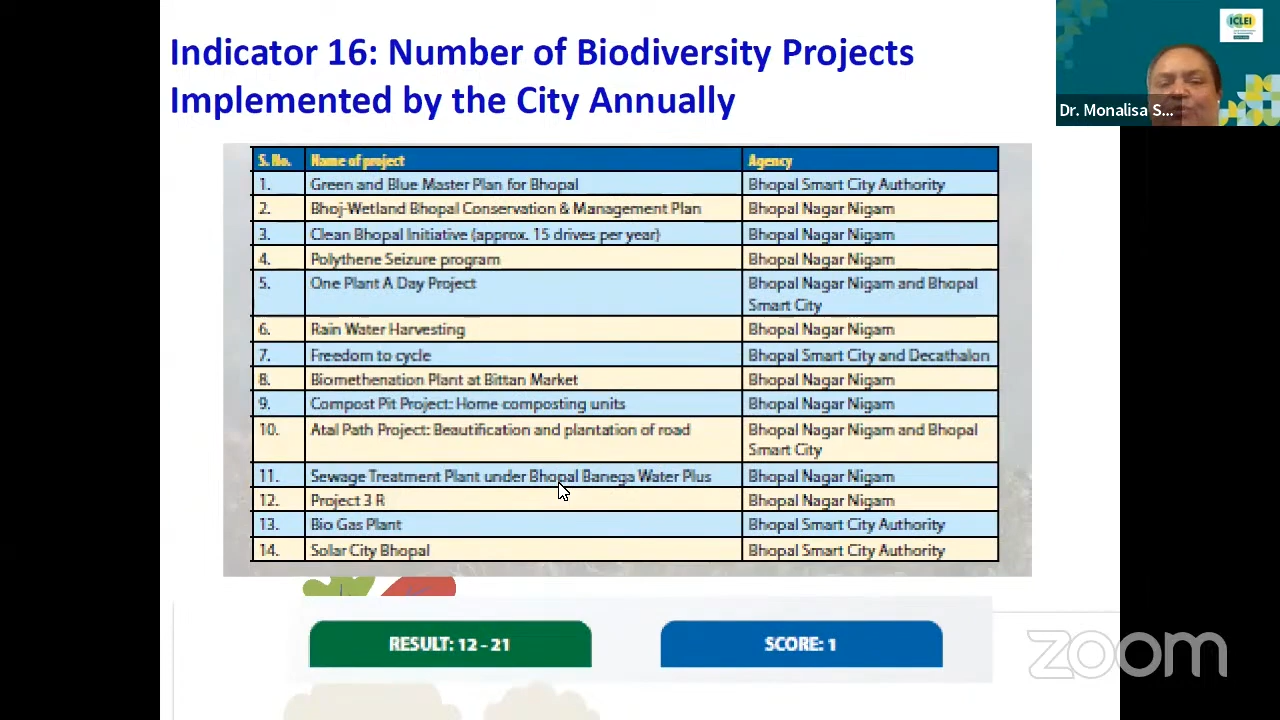 Indicator 16: Number of Biodiversity Projects
Implemented by the City Annually
ICLEI
Dr. Monalisa S...
S. No. Name of project Agency
1. Green and Blue Master Plan for Bhopal Bhopal Smart City Authority
2. Bhoj-Wetland Bhopal Conservation & Management Plan Bhopal Nagar Nigam
3. Clean Bhopal Initiative (approx. 15 drives per year) Bhopal Nagar Nigam
4. Polythene Seizure program Bhopal Nagar Nigam
5. One Plant A Day Project Bhopal Nagar Nigam and Bhopal
Smart City
6. Rain Water Harvesting Bhopal Nagar Nigam
7. Freedom to cycle Bhopal Smart City and Decathalon
8. Biomethenation Plant at Bittan Market Bhopal Nagar Nigam
9. Compost Pit Project: Home composting units Bhopal Nagar Nigam
10. Atal Path Project: Beautification and plantation of road Bhopal Nagar Nigam and Bhopal
Smart City
11. Sewage Treatment Plant under Bhopal Banega Water Plus Bhopal Nagar Nigam
12. Project 3 R Bhopal Nagar Nigam
13. Bio Gas Plant Bhopal Smart City Authority
14. Solar City Bhopal Bhopal Smart City Authority
RESULT: 12 - 21 SCORE: 1
zoom